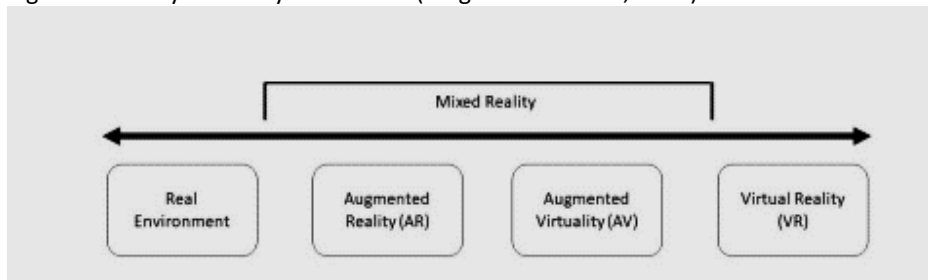 Mixed Reality
Real
Environment
Augmented
Reality (AR)
Augmented
Virtuality (AV)
Virtual Reality
(VR)